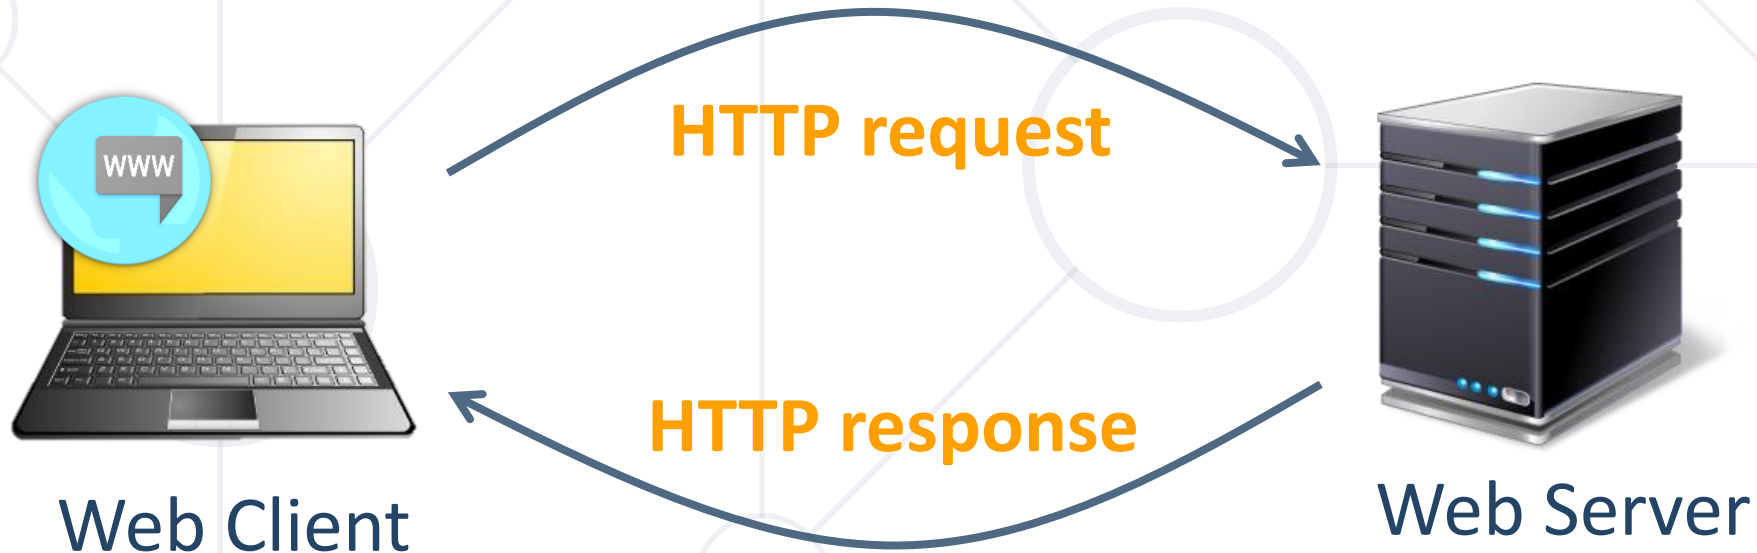 WWW
HTTP request
HTTP response
Web Client
Web Server